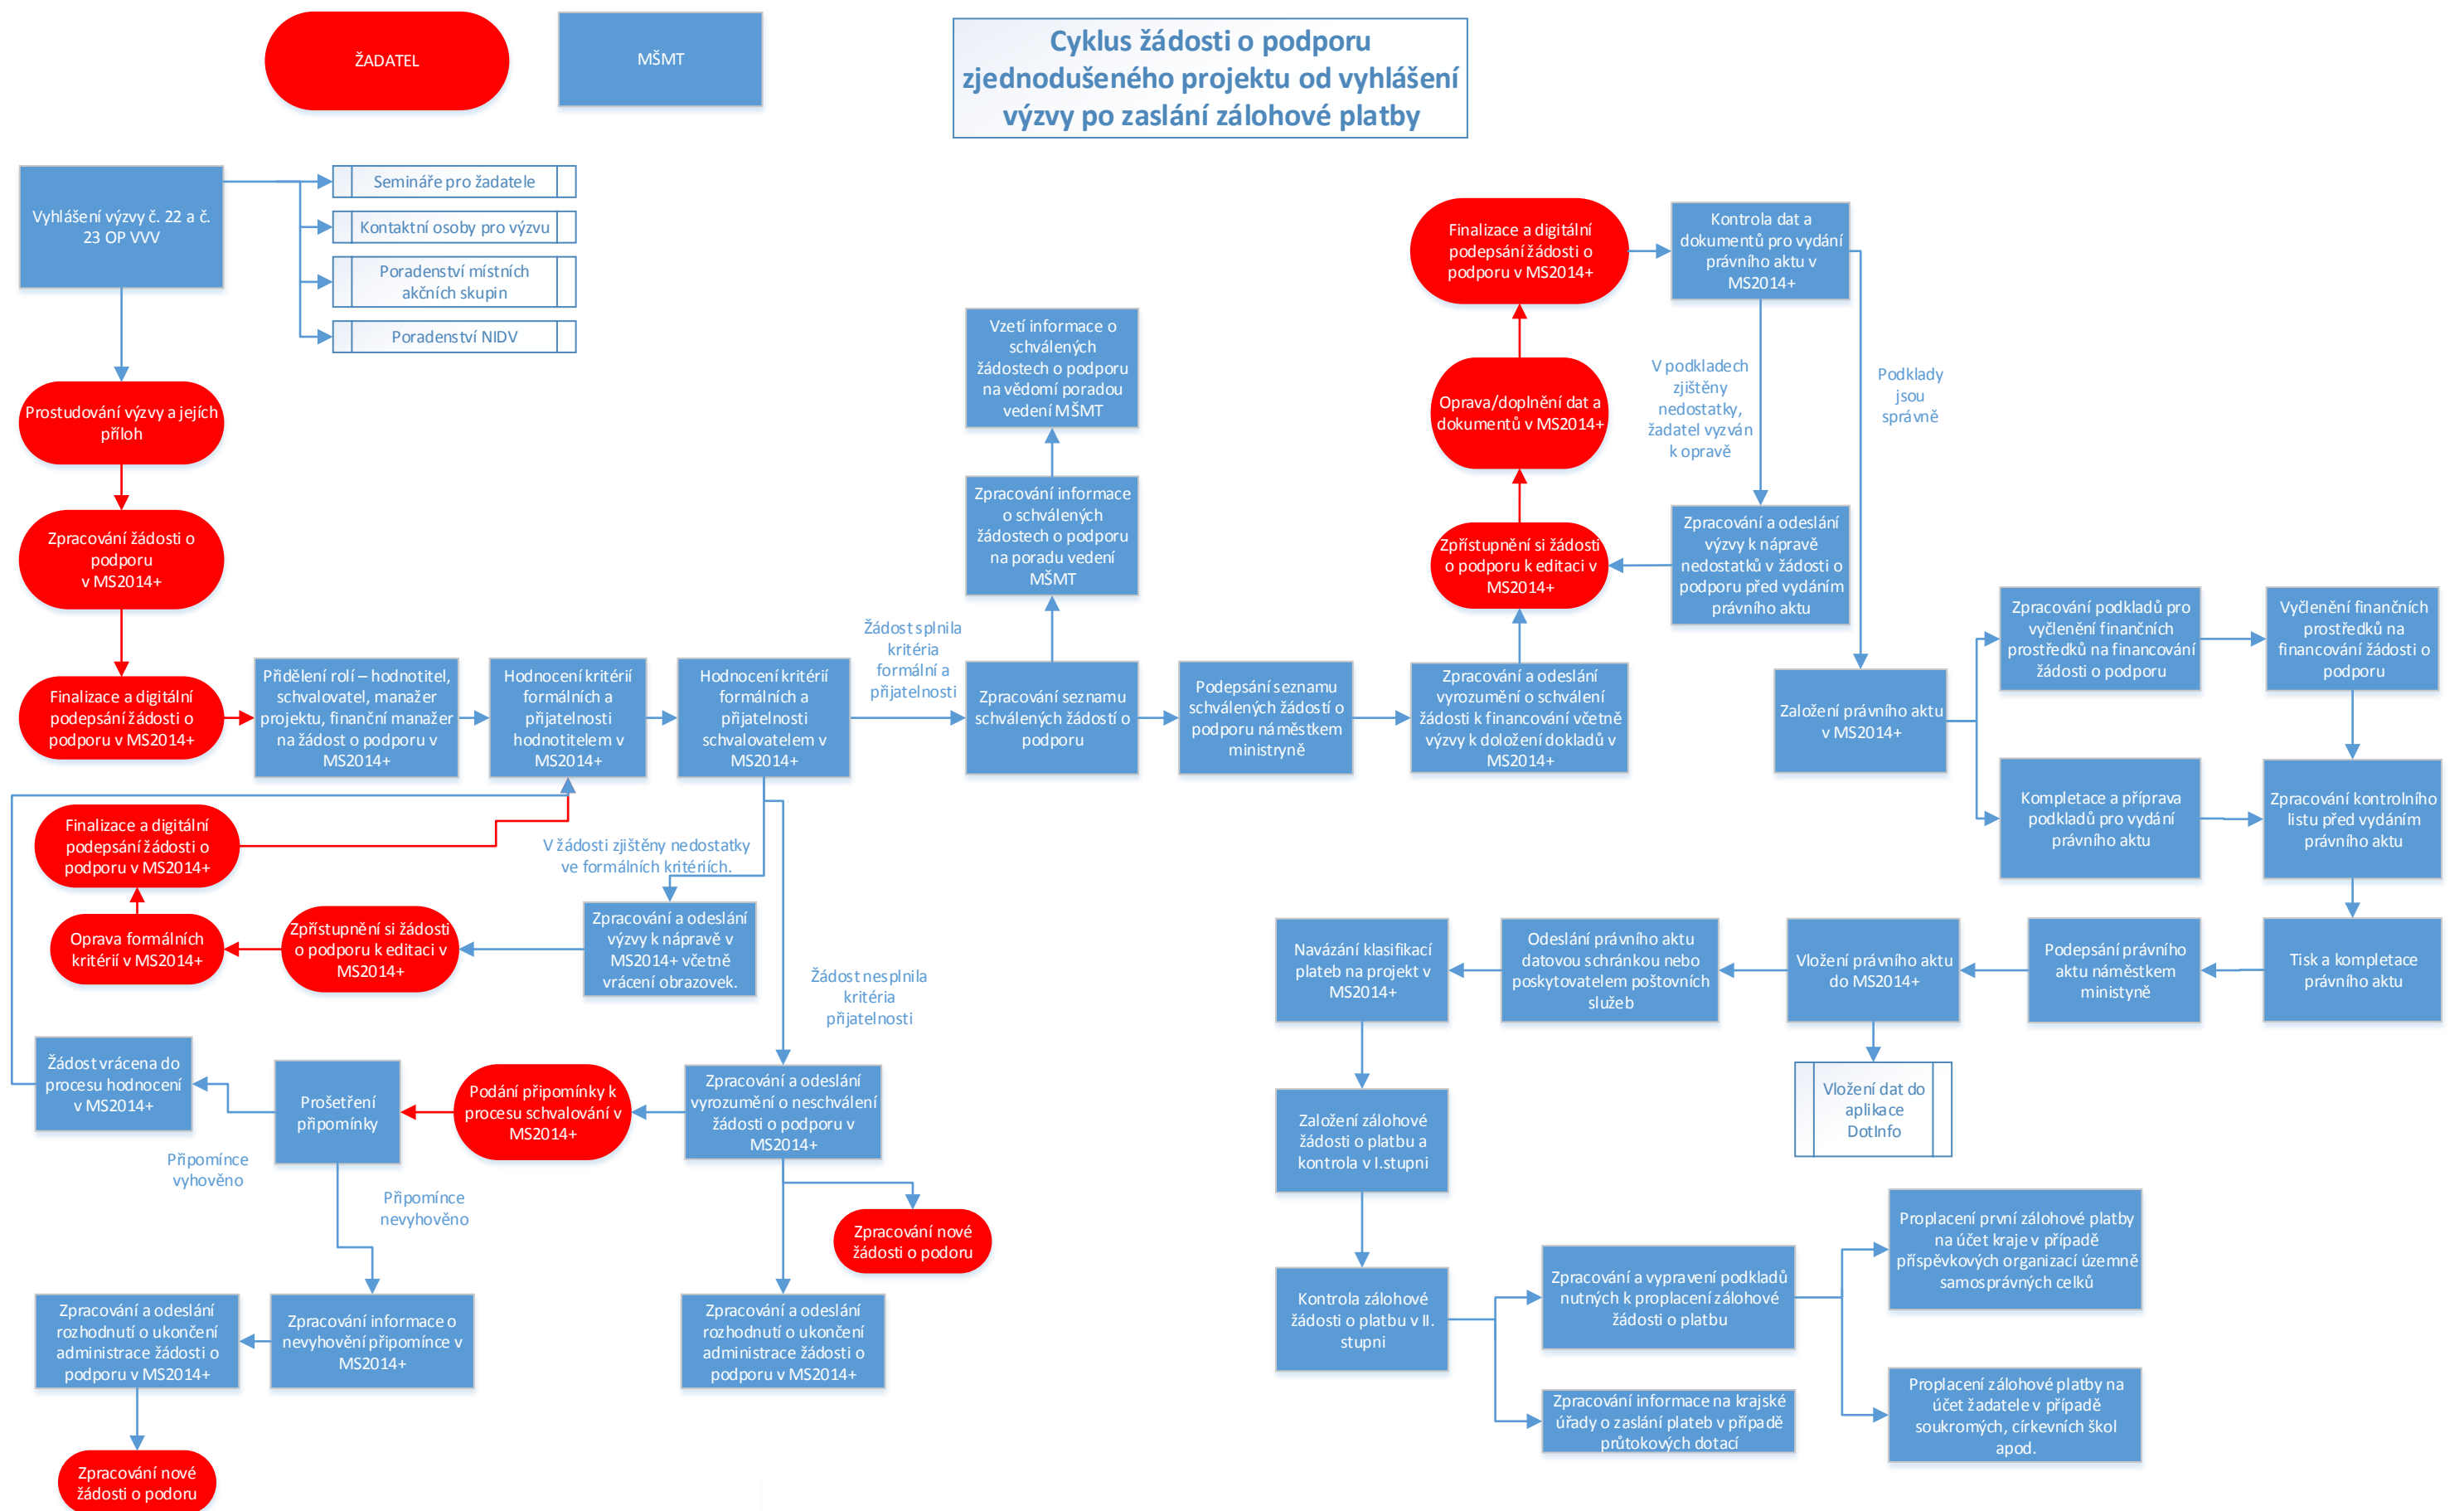 ŽADATEL
MŠMT
Cyklus žádosti o podporu
zjednodušeného projektu od vyhlášení
výzvy po zaslání zálohové platby
Vyhlášení výzvy č. 22 a č.
23 OP VVV
Semináře pro žadatele
Kontaktní osoby pro výzvu
Poradenství místních
akčních skupin
Poradenství NIDV
Prostudování výzvy a jejích
příloh
Zpracování žádosti o
podporu
v MS2014+
Finalizace a digitální
podepsání žádosti o
podporu v MS2014+
Přidělení rolí – hodnotitel,
schvalovatel, manažer
projektu, finanční manažer
na žádost o podporu v
MS2014+
Hodnocení kritérií
formálních a
přijatelnosti
hodnotitelem v
MS2014+
Hodnocení kritérií
formálních a
přijatelnosti
schvalovatelem v
MS2014+
Žádost splnila
kritéria
formální a
přijatelnosti
Vzetí informace o
schválených
žádostech o podporu
na vědomí poradou
vedení MŠMT
Zpracování informace
o schválených
žádostech o podporu
na poradu vedení
MŠMT
Zpracování seznamu
schválených žádostí o
podporu
Podepsání seznamu
schválených žádostí o
podporu náměstkem
ministryně
Zpracování a odeslání
vyrozumění o schválení
žádosti k financování včetně
výzvy k doložení dokladů v
MS2014+
Zpřístupnění si žádosti
o podporu k editaci v
MS2014+
Oprava/doplnění dat a
dokumentů v MS2014+
Finalizace a digitální
podepsání žádosti o
podporu v MS2014+
Kontrola dat a
dokumentů pro vydání
právního aktu v
MS2014+
V podkladech
zjištěny
nedostatky,
žadatel vyzván
k opravě
Podklady
jsou
správně
Zpracování a odeslání
výzvy k nápravě
nedostatků v žádosti o
podporu před vydáním
právního aktu
Založení právního aktu
v MS2014+
Zpracování podkladů pro
vyčlenění finančních
prostředků na financování
žádosti o podporu
Vyčlenění finančních
prostředků na
financování žádosti o
podporu
Kompletace a příprava
podkladů pro vydání
právního aktu
Zpracování kontrolního
listu před vydáním
právního aktu
Tisk a kompletace
právního aktu
Podepsání právního
aktu náměstkem
ministyně
Vložení právního aktu
do MS2014+
Vložení dat do
aplikace
DotInfo
Odeslání právního aktu
datovou schránkou nebo
poskytovatelem poštovních
služeb
Navázání klasifikací
plateb na projekt v
MS2014+
Založení zálohové
žádosti o platbu a
kontrola v I.stupni
Kontrola zálohové
žádosti o platbu v II.
stupni
Zpracování a vypravení podkladů
nutných k proplacení zálohové
žádosti o platbu
Zpracování informace na krajské
úřady o zaslání plateb v případě
průtokových dotací
Proplacení první zálohové platby
na účet kraje v případě
příspěvkových organizací územně
samosprávných celků
Proplacení zálohové platby na
účet žadatele v případě
soukromých, církevních škol
apod.
Finalizace a digitální
podepsání žádosti o
podporu v MS2014+
V žádosti zjištěny nedostatky
ve formálních kritériích.
Oprava formálních
kritérií v MS2014+
Zpřístupnění si žádosti
o podporu k editaci v
MS2014+
Zpracování a odeslání
výzvy k nápravě v
MS2014+ včetně
vrácení obrazovek.
Žádost nesplnila
kritéria
přijatelnosti
Žádost vrácena do
procesu hodnocení
v MS2014+
Prošetření
připomínky
Podání připomínky k
procesu schvalování v
MS2014+
Zpracování a odeslání
vyrozumění o neschválení
žádosti o podporu v
MS2014+
Připomínce
vyhověno
Připomínce
nevyhověno
Zpracování nové
žádosti o podoru
Zpracování a odeslání
rozhodnutí o ukončení
administrace žádosti o
podporu v MS2014+
Zpracování informace o
nevyhovění připomínce v
MS2014+
Zpracování a odeslání
rozhodnutí o ukončení
administrace žádosti o
podporu v MS2014+
Zpracování nové
žádosti o podoru